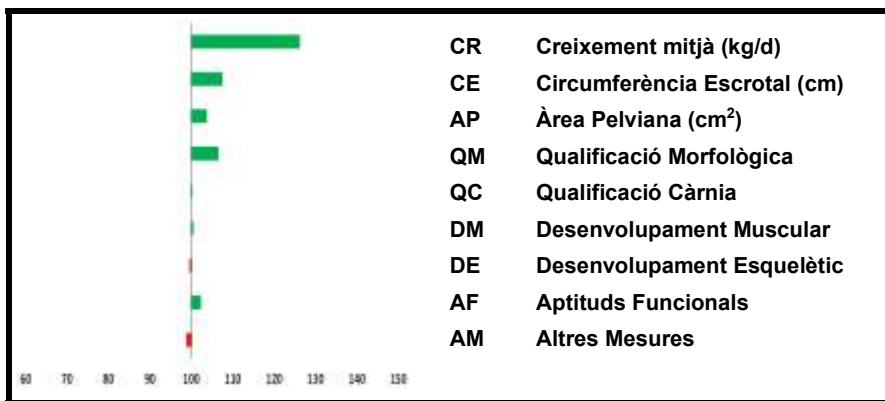 CR Creixement mitjà (kg/d)
CE Circumferència Escrotal (cm)
AP Àrea Pelviana (cm²)
QM Qualificació Morfològica
QC Qualificació Càrnia
DM Desenvolupament Muscular
DE Desenvolupament Esquelètic
AF Aptituds Funcionals
AM Altres Mesures
60 70 80 90 100 110 120 130 140 150